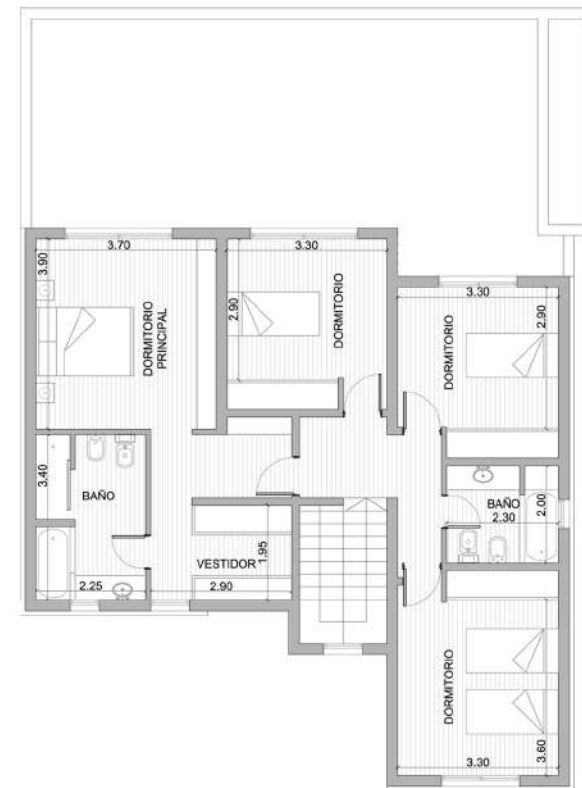 3.70
3.90
DORMITORIO
PRINCIPAL
3.30
2.90
DORMITORIO
3.30
2.90
DORMITORIO
3.40
BAÑO
2.25
VESTIDOR
1.95
2.90
BAÑO
2.30
2.00
DORMITORIO
3.30
3.60